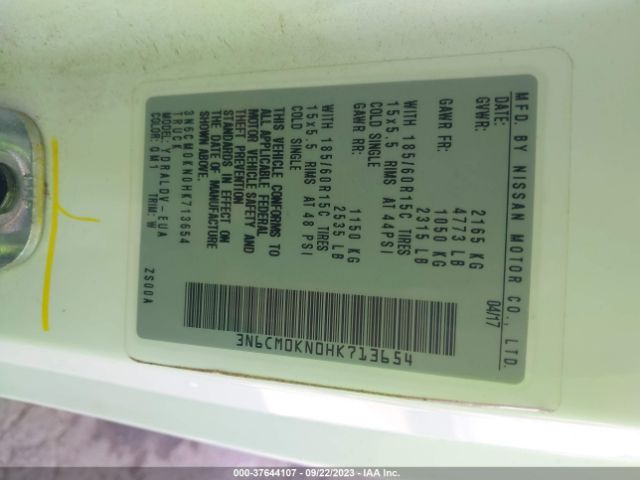 MFD. BY NISSAN MOTOR CO., LTD.
DATE: 04/17
GVWR: 2165 KG
4773 LB
GAWR FR: 1050 KG
2315 LB
WITH 185/60R15C TIRES
15x5.5 RIMS AT 44PSI
COLD SINGLE
GAWR RR: 1150 KG
2535 LB
WITH 185/60R15C TIRES
15x5.5 RIMS AT 48 PSI
COLD SINGLE
THIS VEHICLE CONFORMS TO
ALL APPLICABLE FEDERAL
MOTOR VEHICLE SAFETY AND
THEFT PREVENTION
STANDARDS IN EFFECT ON
THE DATE OF MANUFACTURE
SHOWN ABOVE.
3N6CM0KN0HK713654
TRUCK
YDRALDV-EUA
COLOR: QM1 TRIM: W
ZS00A
3N6CM0KN0HK713654
000-37644107 - 09/22/2023 - IAA Inc.